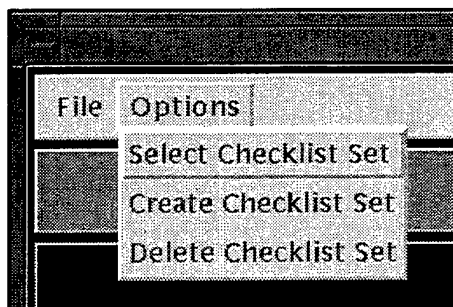 File Options
Select Checklist Set
Create Checklist Set
Delete Checklist Set